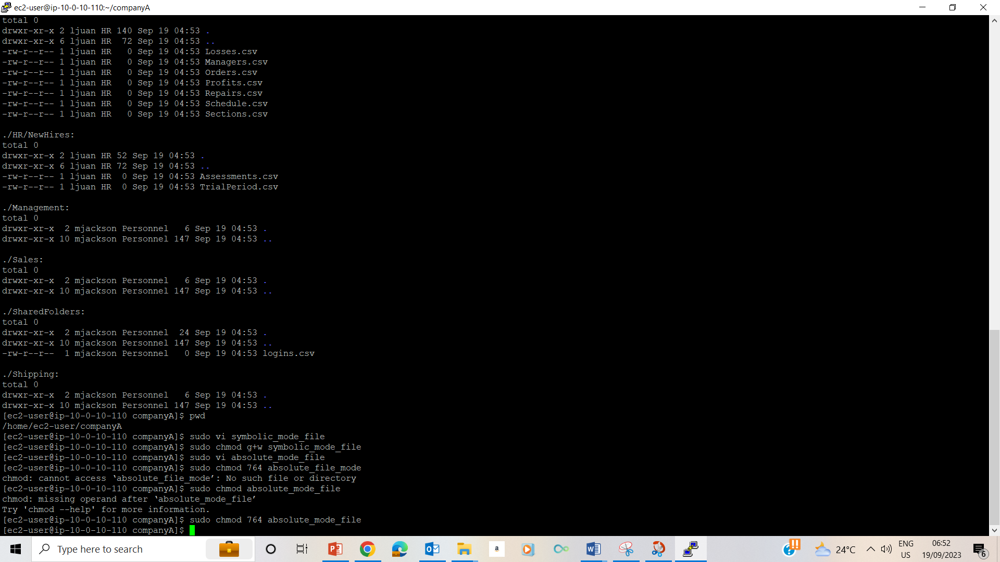 ec2-user@ip-10-0-10-110:~/companyA
total 0
drwxr-xr-x 2 ljuan HR 140 Sep 19 04:53 .
drwxr-xr-x 6 ljuan HR  72 Sep 19 04:53 ..
-rw-r--r-- 1 ljuan HR   0 Sep 19 04:53 Losses.csv
-rw-r--r-- 1 ljuan HR   0 Sep 19 04:53 Managers.csv
-rw-r--r-- 1 ljuan HR   0 Sep 19 04:53 Orders.csv
-rw-r--r-- 1 ljuan HR   0 Sep 19 04:53 Profits.csv
-rw-r--r-- 1 ljuan HR   0 Sep 19 04:53 Repairs.csv
-rw-r--r-- 1 ljuan HR   0 Sep 19 04:53 Schedule.csv
-rw-r--r-- 1 ljuan HR   0 Sep 19 04:53 Sections.csv
./HR/NewHires:
total 0
drwxr-xr-x 2 ljuan HR 52 Sep 19 04:53 .
drwxr-xr-x 6 ljuan HR 72 Sep 19 04:53 ..
-rw-r--r-- 1 ljuan HR  0 Sep 19 04:53 Assessments.csv
-rw-r--r-- 1 ljuan HR  0 Sep 19 04:53 TrialPeriod.csv
./Management:
total 0
drwxr-xr-x  2 mjackson Personnel   6 Sep 19 04:53 .
drwxr-xr-x 10 mjackson Personnel 147 Sep 19 04:53 ..
./Sales:
total 0
drwxr-xr-x  2 mjackson Personnel   6 Sep 19 04:53 .
drwxr-xr-x 10 mjackson Personnel 147 Sep 19 04:53 ..
./SharedFolders:
total 0
drwxr-xr-x  2 mjackson Personnel  24 Sep 19 04:53 .
drwxr-xr-x 10 mjackson Personnel 147 Sep 19 04:53 ..
-rw-r--r--  1 mjackson Personnel   0 Sep 19 04:53 logins.csv
./Shipping:
total 0
drwxr-xr-x  2 mjackson Personnel   6 Sep 19 04:53 .
drwxr-xr-x 10 mjackson Personnel 147 Sep 19 04:53 ..
[ec2-user@ip-10-0-10-110 companyA]$ pwd
/home/ec2-user/companyA
[ec2-user@ip-10-0-10-110 companyA]$ sudo vi symbolic_mode_file
[ec2-user@ip-10-0-10-110 companyA]$ sudo chmod g+w symbolic_mode_file
[ec2-user@ip-10-0-10-110 companyA]$ sudo vi absolute_mode_file
[ec2-user@ip-10-0-10-110 companyA]$ sudo chmod 764 absolute_file_mode
chmod: cannot access ‘absolute_file_mode’: No such file or directory
[ec2-user@ip-10-0-10-110 companyA]$ sudo chmod absolute_mode_file
chmod: missing operand after ‘absolute_mode_file’
Try 'chmod --help' for more information.
[ec2-user@ip-10-0-10-110 companyA]$ sudo chmod 764 absolute_mode_file
[ec2-user@ip-10-0-10-110 companyA]$
Type here to search
a
24°C
ENG
US
06:52
19/09/2023
6